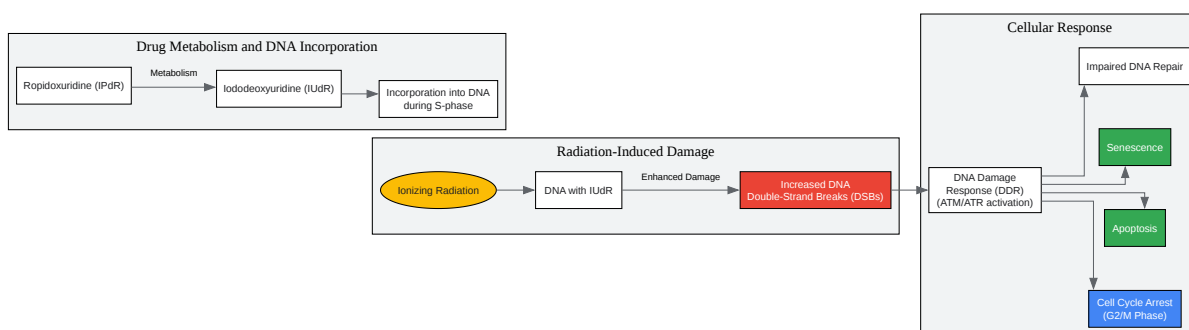 Drug Metabolism and DNA Incorporation
Ropidoxuridine (IPdR)
Metabolism
Iododeoxyuridine (IUdR)
Incorporation into DNA
during S-phase
Radiation-Induced Damage
Ionizing Radiation
DNA with IUdR
Enhanced Damage
Increased DNA
Double-Strand Breaks (DSBs)
Cellular Response
DNA Damage
Response (DDR)
(ATM/ATR activation)
Impaired DNA Repair
Senescence
Apoptosis
Cell Cycle Arrest
(G2/M Phase)